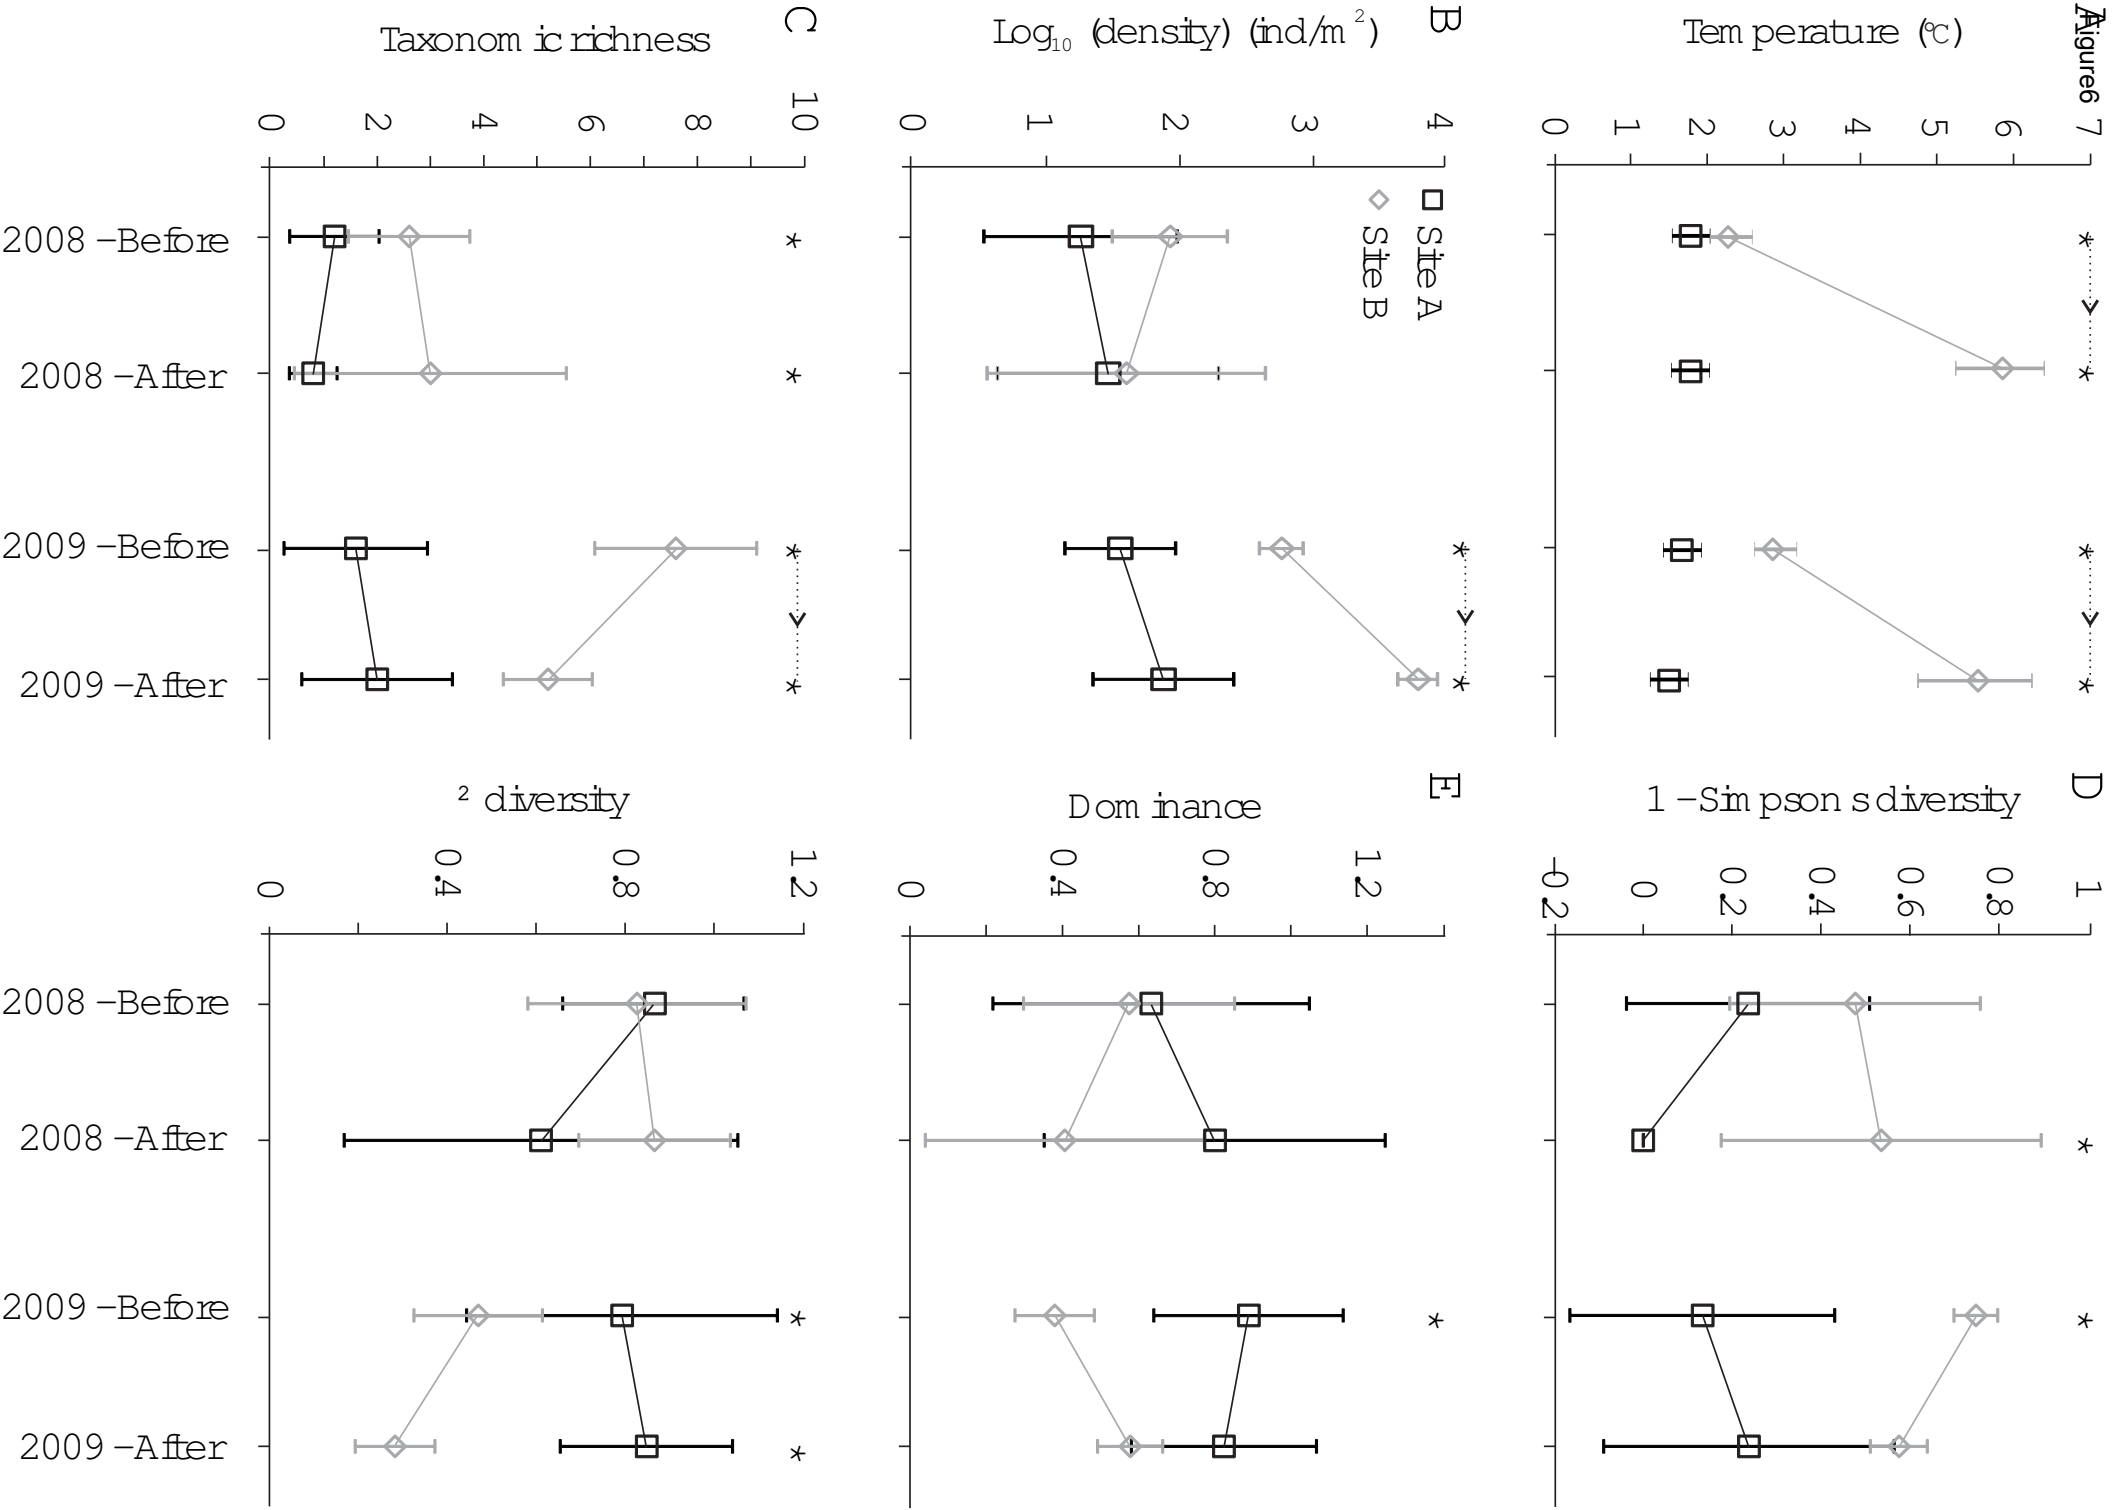 Figure6
A
Temperature (°C)
0 1 2 3 4 5 6 7
* *
* *
B
Log10 (density) (ind/m2)
0 1 2 3 4
Site A
Site B
* *
C
Taxonomic richness
0 2 4 6 8 10
* * * *
2008-Before
2008-After
2009-Before
2009-After
D
1-Simpsons diversity
-0.2 0 0.2 0.4 0.6 0.8 1
* *
E
Dominance
0 0.4 0.8 1.2
*
2 diversity
0 0.4 0.8 1.2
* *
2008-Before
2008-After
2009-Before
2009-After